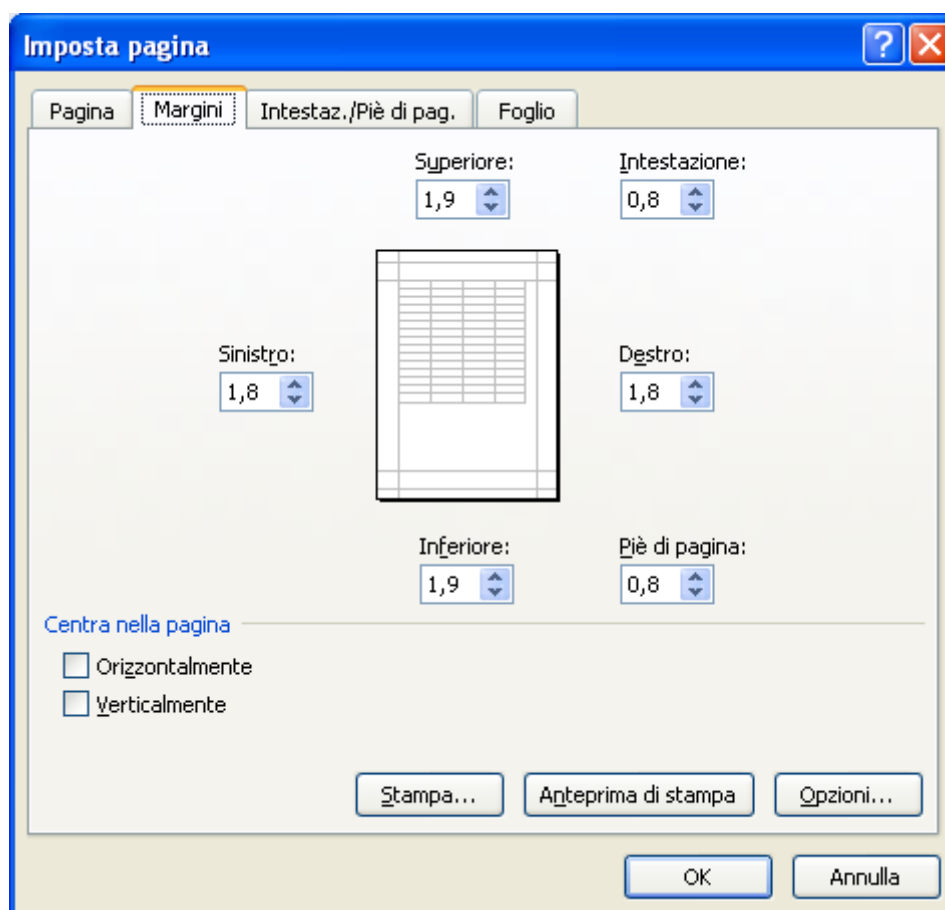 Imposta pagina
Pagina Margini Intestaz./Piè di pag. Foglio
Superiore: Intestazione:
1,9 0,8
Sinistro: Destro:
1,8 1,8
Inferiore: Piè di pagina:
1,9 0,8
Centra nella pagina
Orizzontalmente
Verticalmente
Stampa... Anteprima di stampa Opzioni...
OK Annulla